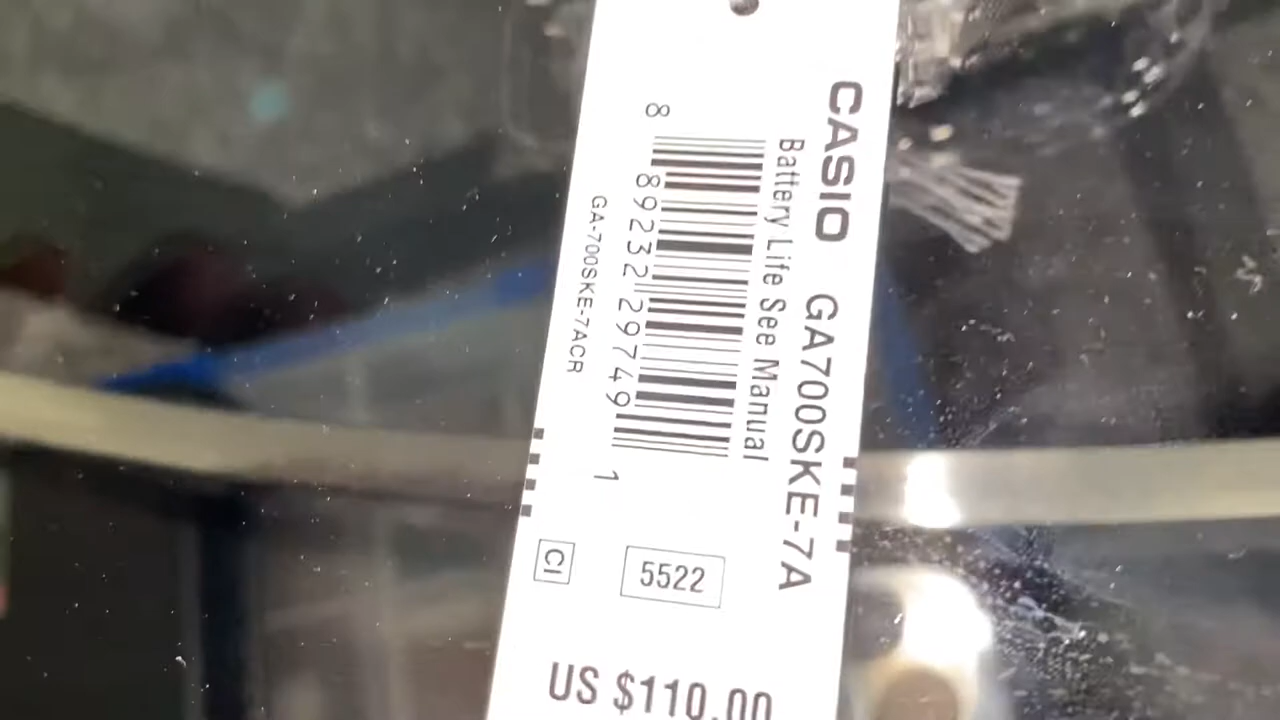 CASIO GA700SKE-7A
Battery Life See Manual
8 89232 29749 1
GA-700SKE-7ACR
CI
5522
US $110.00